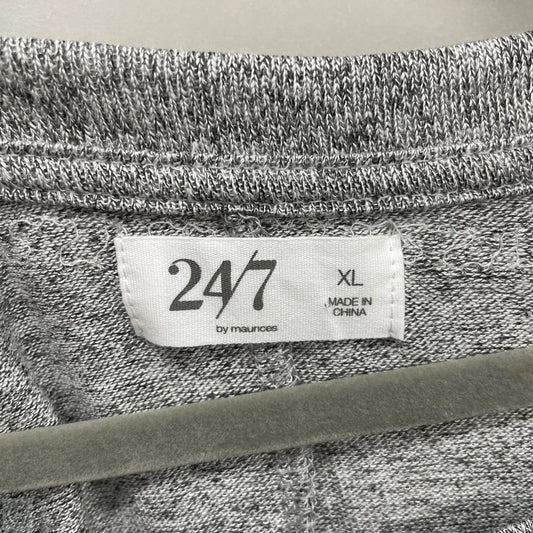 24/7
by maurices
XL
MADE IN
CHINA